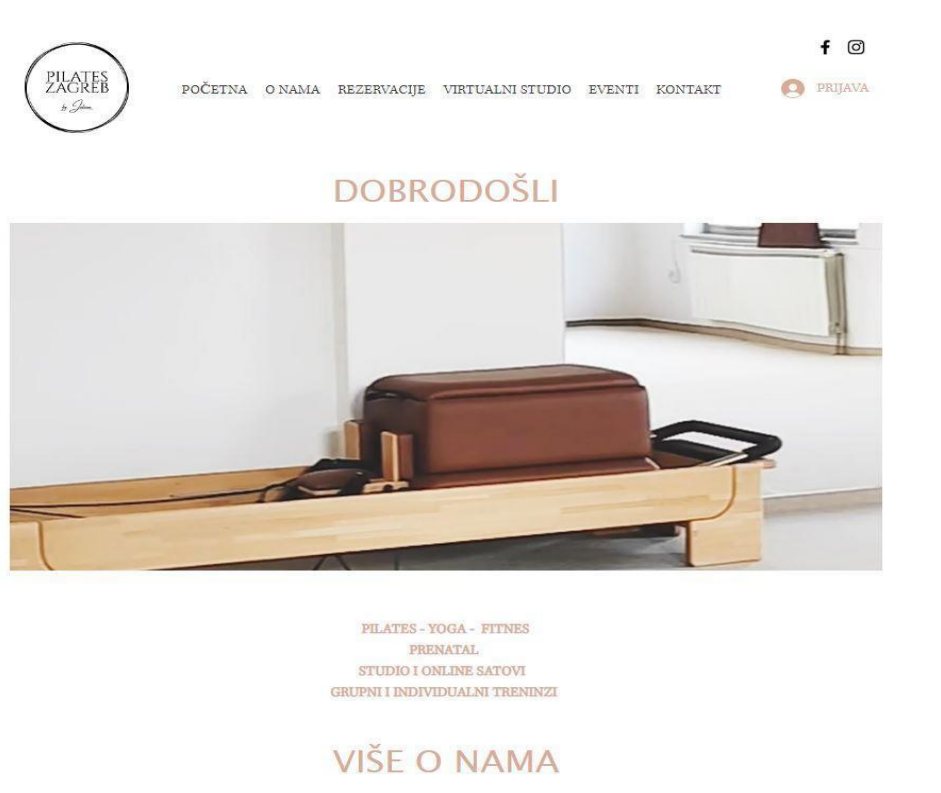 PILATES
ZAGREB
POČETNA O NAMA REZERVACIJE VIRTUALNI STUDIO EVENTI KONTAKT
PRIJAVA
DOBRODOŠLI
PILATES - YOGA - FITNES
PRENATAL
STUDIO I ONLINE SATOVI
GRUPNI I INDIVIDUALNI TRENINZI
VIŠE O NAMA